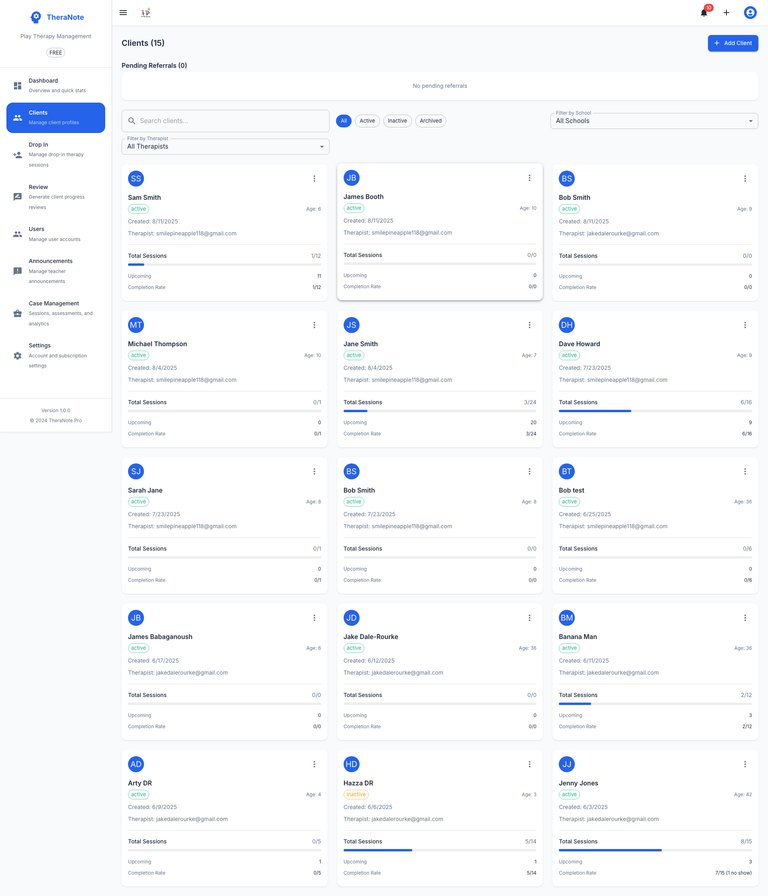 TheraNote
Play Therapy Management
FREE
Dashboard
Overview and quick stats
Clients
Manage client profiles
Drop In
Manage drop-in therapy
sessions
Review
Generate client progress
reviews
Users
Manage user accounts
Announcements
Manage teacher
announcements
Case Management
Sessions, assessments, and
analytics
Settings
Account and subscription
settings
Version 1.0.0
© 2024 TheraNote Pro
10
Clients (15)
+ Add Client
Pending Referrals (0)
No pending referrals
Search clients...
All Active Inactive Archived
Filter by School
All Schools
Filter by Therapist
All Therapists
SS
Sam Smith
active Age: 6
Created: 8/11/2025
Therapist: smilepineapple118@gmail.com
Total Sessions 1/12
Upcoming 11
Completion Rate 1/12
JB
James Booth
active Age: 10
Created: 8/11/2025
Therapist: smilepineapple118@gmail.com
Total Sessions 0/0
Upcoming 0
Completion Rate 0/0
BS
Bob Smith
active Age: 9
Created: 8/11/2025
Therapist: jakedalerourke@gmail.com
Total Sessions 0/0
Upcoming 0
Completion Rate 0/0
MT
Michael Thompson
active Age: 10
Created: 8/4/2025
Therapist: smilepineapple118@gmail.com
Total Sessions 0/1
Upcoming 0
Completion Rate 0/1
JS
Jane Smith
active Age: 7
Created: 8/4/2025
Therapist: smilepineapple118@gmail.com
Total Sessions 3/24
Upcoming 20
Completion Rate 3/24
DH
Dave Howard
active Age: 9
Created: 7/23/2025
Therapist: smilepineapple118@gmail.com
Total Sessions 6/16
Upcoming 9
Completion Rate 6/16
SJ
Sarah Jane
active Age: 8
Created: 7/23/2025
Therapist: smilepineapple118@gmail.com
Total Sessions 0/1
Upcoming 0
Completion Rate 0/1
BS
Bob Smith
active Age: 8
Created: 7/23/2025
Therapist: smilepineapple118@gmail.com
Total Sessions 0/0
Upcoming 0
Completion Rate 0/0
BT
Bob test
active Age: 36
Created: 6/25/2025
Therapist: smilepineapple118@gmail.com
Total Sessions 0/6
Upcoming 0
Completion Rate 0/6
JB
James Babaganoush
active Age: 6
Created: 6/17/2025
Therapist: jakedalerourke@gmail.com
Total Sessions 0/0
Upcoming 0
Completion Rate 0/0
JD
Jake Dale-Rourke
active Age: 36
Created: 6/12/2025
Therapist: jakedalerourke@gmail.com
Total Sessions 0/0
Upcoming 0
Completion Rate 0/0
BM
Banana Man
active Age: 36
Created: 6/11/2025
Therapist: jakedalerourke@gmail.com
Total Sessions 2/12
Upcoming 3
Completion Rate 2/12
AD
Arty DR
active Age: 4
Created: 6/9/2025
Therapist: jakedalerourke@gmail.com
Total Sessions 0/5
Upcoming 1
Completion Rate 0/5
HD
Hazza DR
inactive Age: 3
Created: 6/6/2025
Therapist: jakedalerourke@gmail.com
Total Sessions 5/14
Upcoming 1
Completion Rate 5/14
JJ
Jenny Jones
active Age: 42
Created: 6/3/2025
Therapist: jakedalerourke@gmail.com
Total Sessions 8/15
Upcoming 3
Completion Rate 7/15 (1 no show)